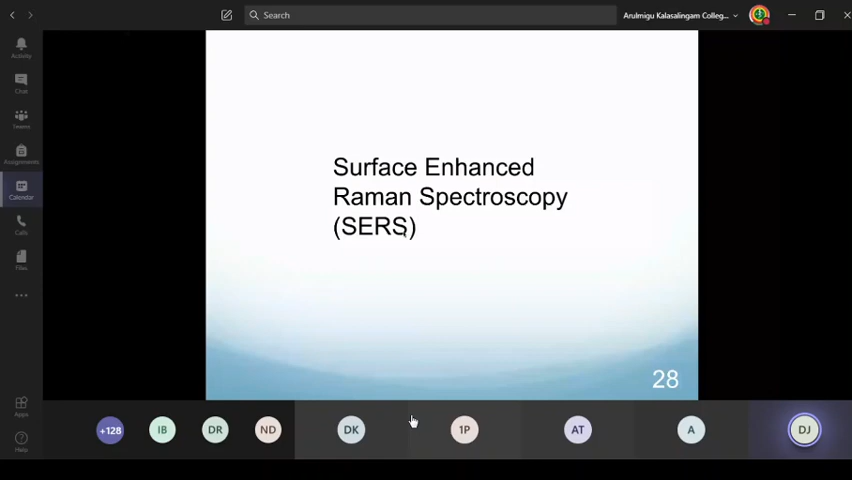 Search
Arulmigu Kalasalingam Colleg...
Activity
Chat
Teams
Assignments
Calendar
Calls
Files
Apps
Help
Surface Enhanced
Raman Spectroscopy
(SERS)
28
+128
IB
DR
ND
DK
1P
AT
A
DJ